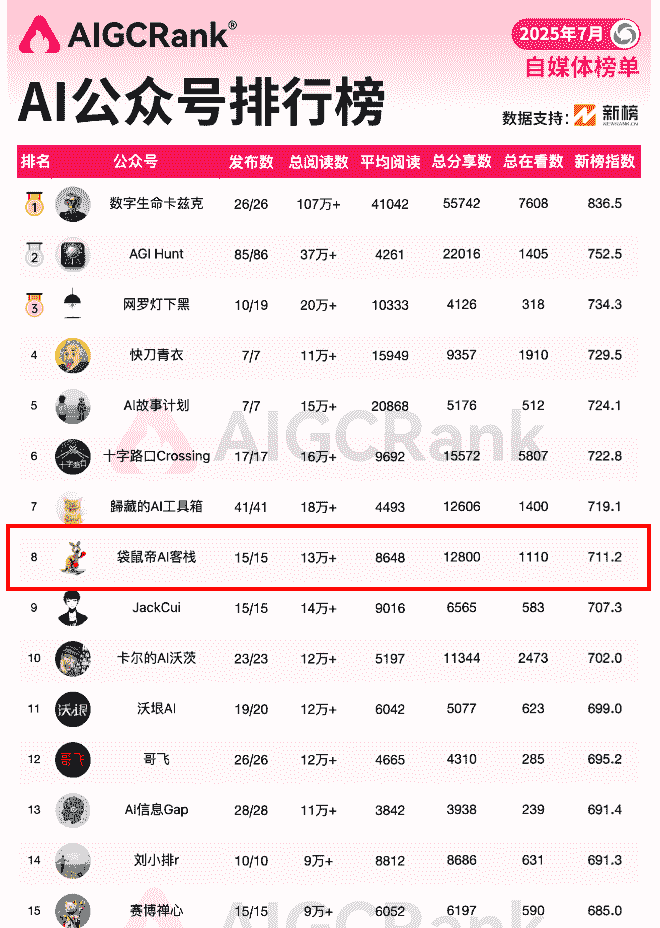 AIGCRank®
2025年7月
自媒体榜单
AI公众号排行榜
数据支持: 新榜
NEWRANK.CN
排名 公众号 发布数 总阅读数 平均阅读 总分享数 总在看数 新榜指数
1 数字生命卡兹克 26/26 107万+ 41042 55742 7608 836.5
2 AGI Hunt 85/86 37万+ 4261 22016 1405 752.5
3 网罗灯下黑 10/19 20万+ 10333 4126 318 734.3
4 快刀青衣 7/7 11万+ 15949 9357 1910 729.5
5 AI故事计划 7/7 15万+ 20868 5176 512 724.1
AIGCRank
6 十字路口 十字路口Crossing 17/17 16万+ 9692 15572 5807 722.8
7 歸藏的AI工具箱 41/41 18万+ 4493 12606 1400 719.1
8 袋鼠帝AI客栈 15/15 13万+ 8648 12800 1110 711.2
9 JackCui 15/15 14万+ 9016 6565 583 707.3
10 卡尔的AI沃茨 23/23 12万+ 5197 11344 2473 702.0
11 沃垠 沃垠AI 19/20 12万+ 6042 5077 623 699.0
12 哥飞 哥飞 26/26 12万+ 4665 4310 285 695.2
13 Ai信息Gap 28/28 11万+ 3842 3938 239 691.4
14 刘小排r 10/10 9万+ 8812 8686 631 691.3
15 赛博禅心 15/15 9万+ 6052 6197 590 685.0
AIGCRank